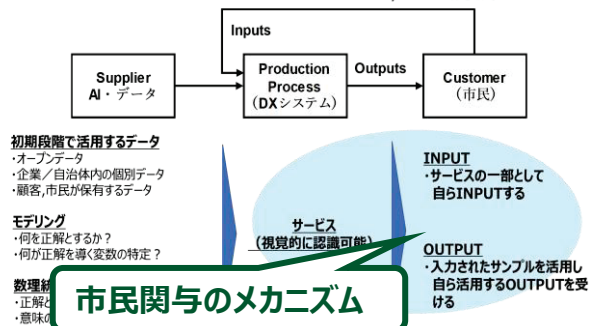 Inputs
Supplier
AI・データ
Production
Process
(DXシステム)
Outputs
Customer
(市民)
初期段階で活用するデータ
・オープンデータ
・企業／自治体内の個別データ
・顧客,市民が保有するデータ
モデリング
・何を正解とするか？
・何が正解を導く変数の特定？
数理
・正解
・意味
サービス
(視覚的に認識可能)
INPUT
・サービスの一部として
自らINPUTする
OUTPUT
・入力されたサンプルを活用し
自ら活用するOUTPUTを受
ける
市民関与のメカニズム